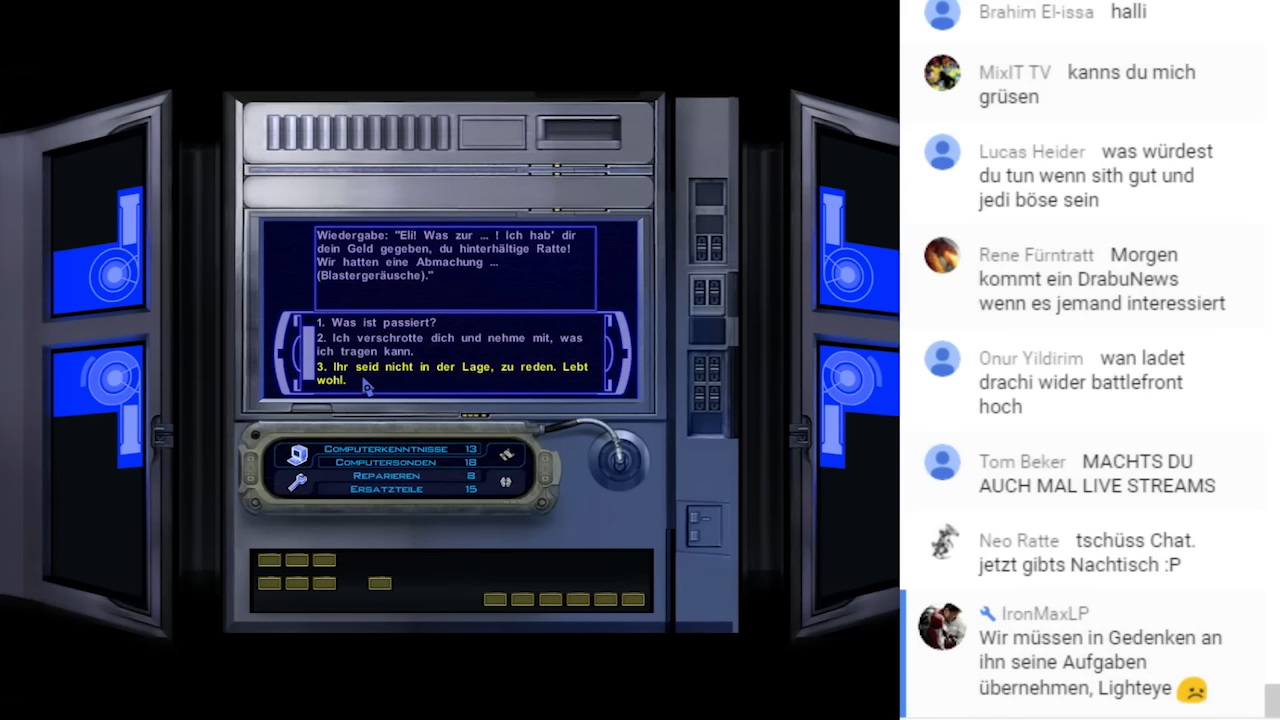 Wiedergabe: "Eli! Was zur ... ! Ich hab' dir
dein Geld gegeben, du hinterhältige Ratte!
Wir hatten eine Abmachung ...
(Blastergeräusche)."
1. Was ist passiert?
2. Ich verschrotte dich und nehme mit, was
ich tragen kann.
3. Ihr seid nicht in der Lage, zu reden. Lebt
wohl.
COMPUTERKENNTNISSE 13
COMPUTERSONDEN 18
REPARIEREN 8
ERSATZTEILE 15
Brahim El-issa halli
MixIT TV kanns du mich
grüsen
Lucas Heider was würdest
du tun wenn sith gut und
jedi böse sein
Rene Fürntratt Morgen
kommt ein DrabuNews
wenn es jemand interessiert
Onur Yildirim wan ladet
drachi wider battlefront
hoch
Tom Beker MACHTS DU
AUCH MAL LIVE STREAMS
Neo Ratte tschüss Chat.
jetzt gibts Nachtisch :P
IronMaxLP
Wir müssen in Gedenken an
ihn seine Aufgaben
übernehmen, Lighteye